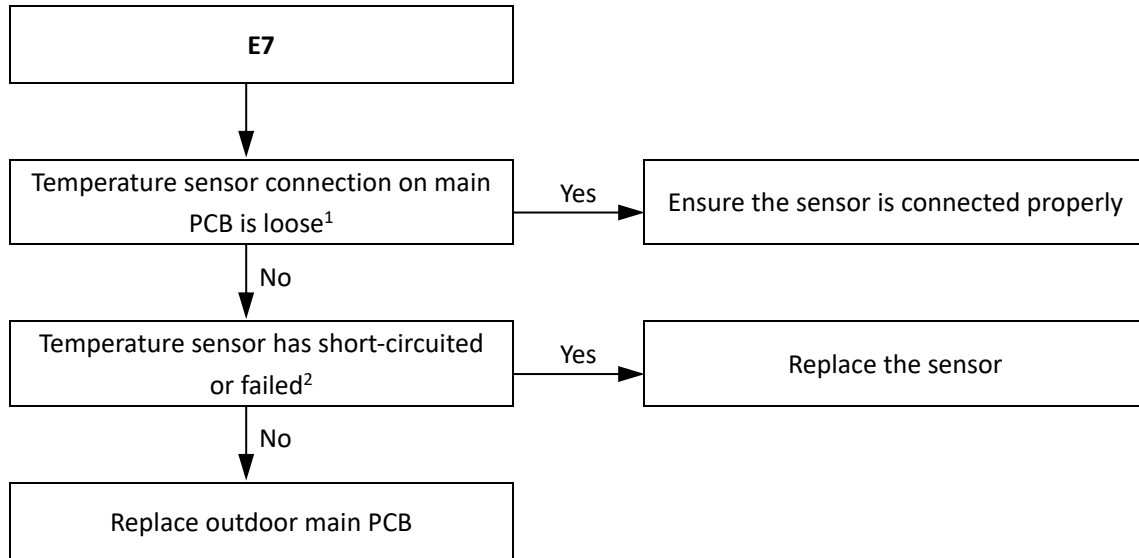 E7
Temperature sensor connection on main
PCB is loose¹
Yes
Ensure the sensor is connected properly
No
Temperature sensor has short-circuited
or failed²
Yes
Replace the sensor
No
Replace outdoor main PCB